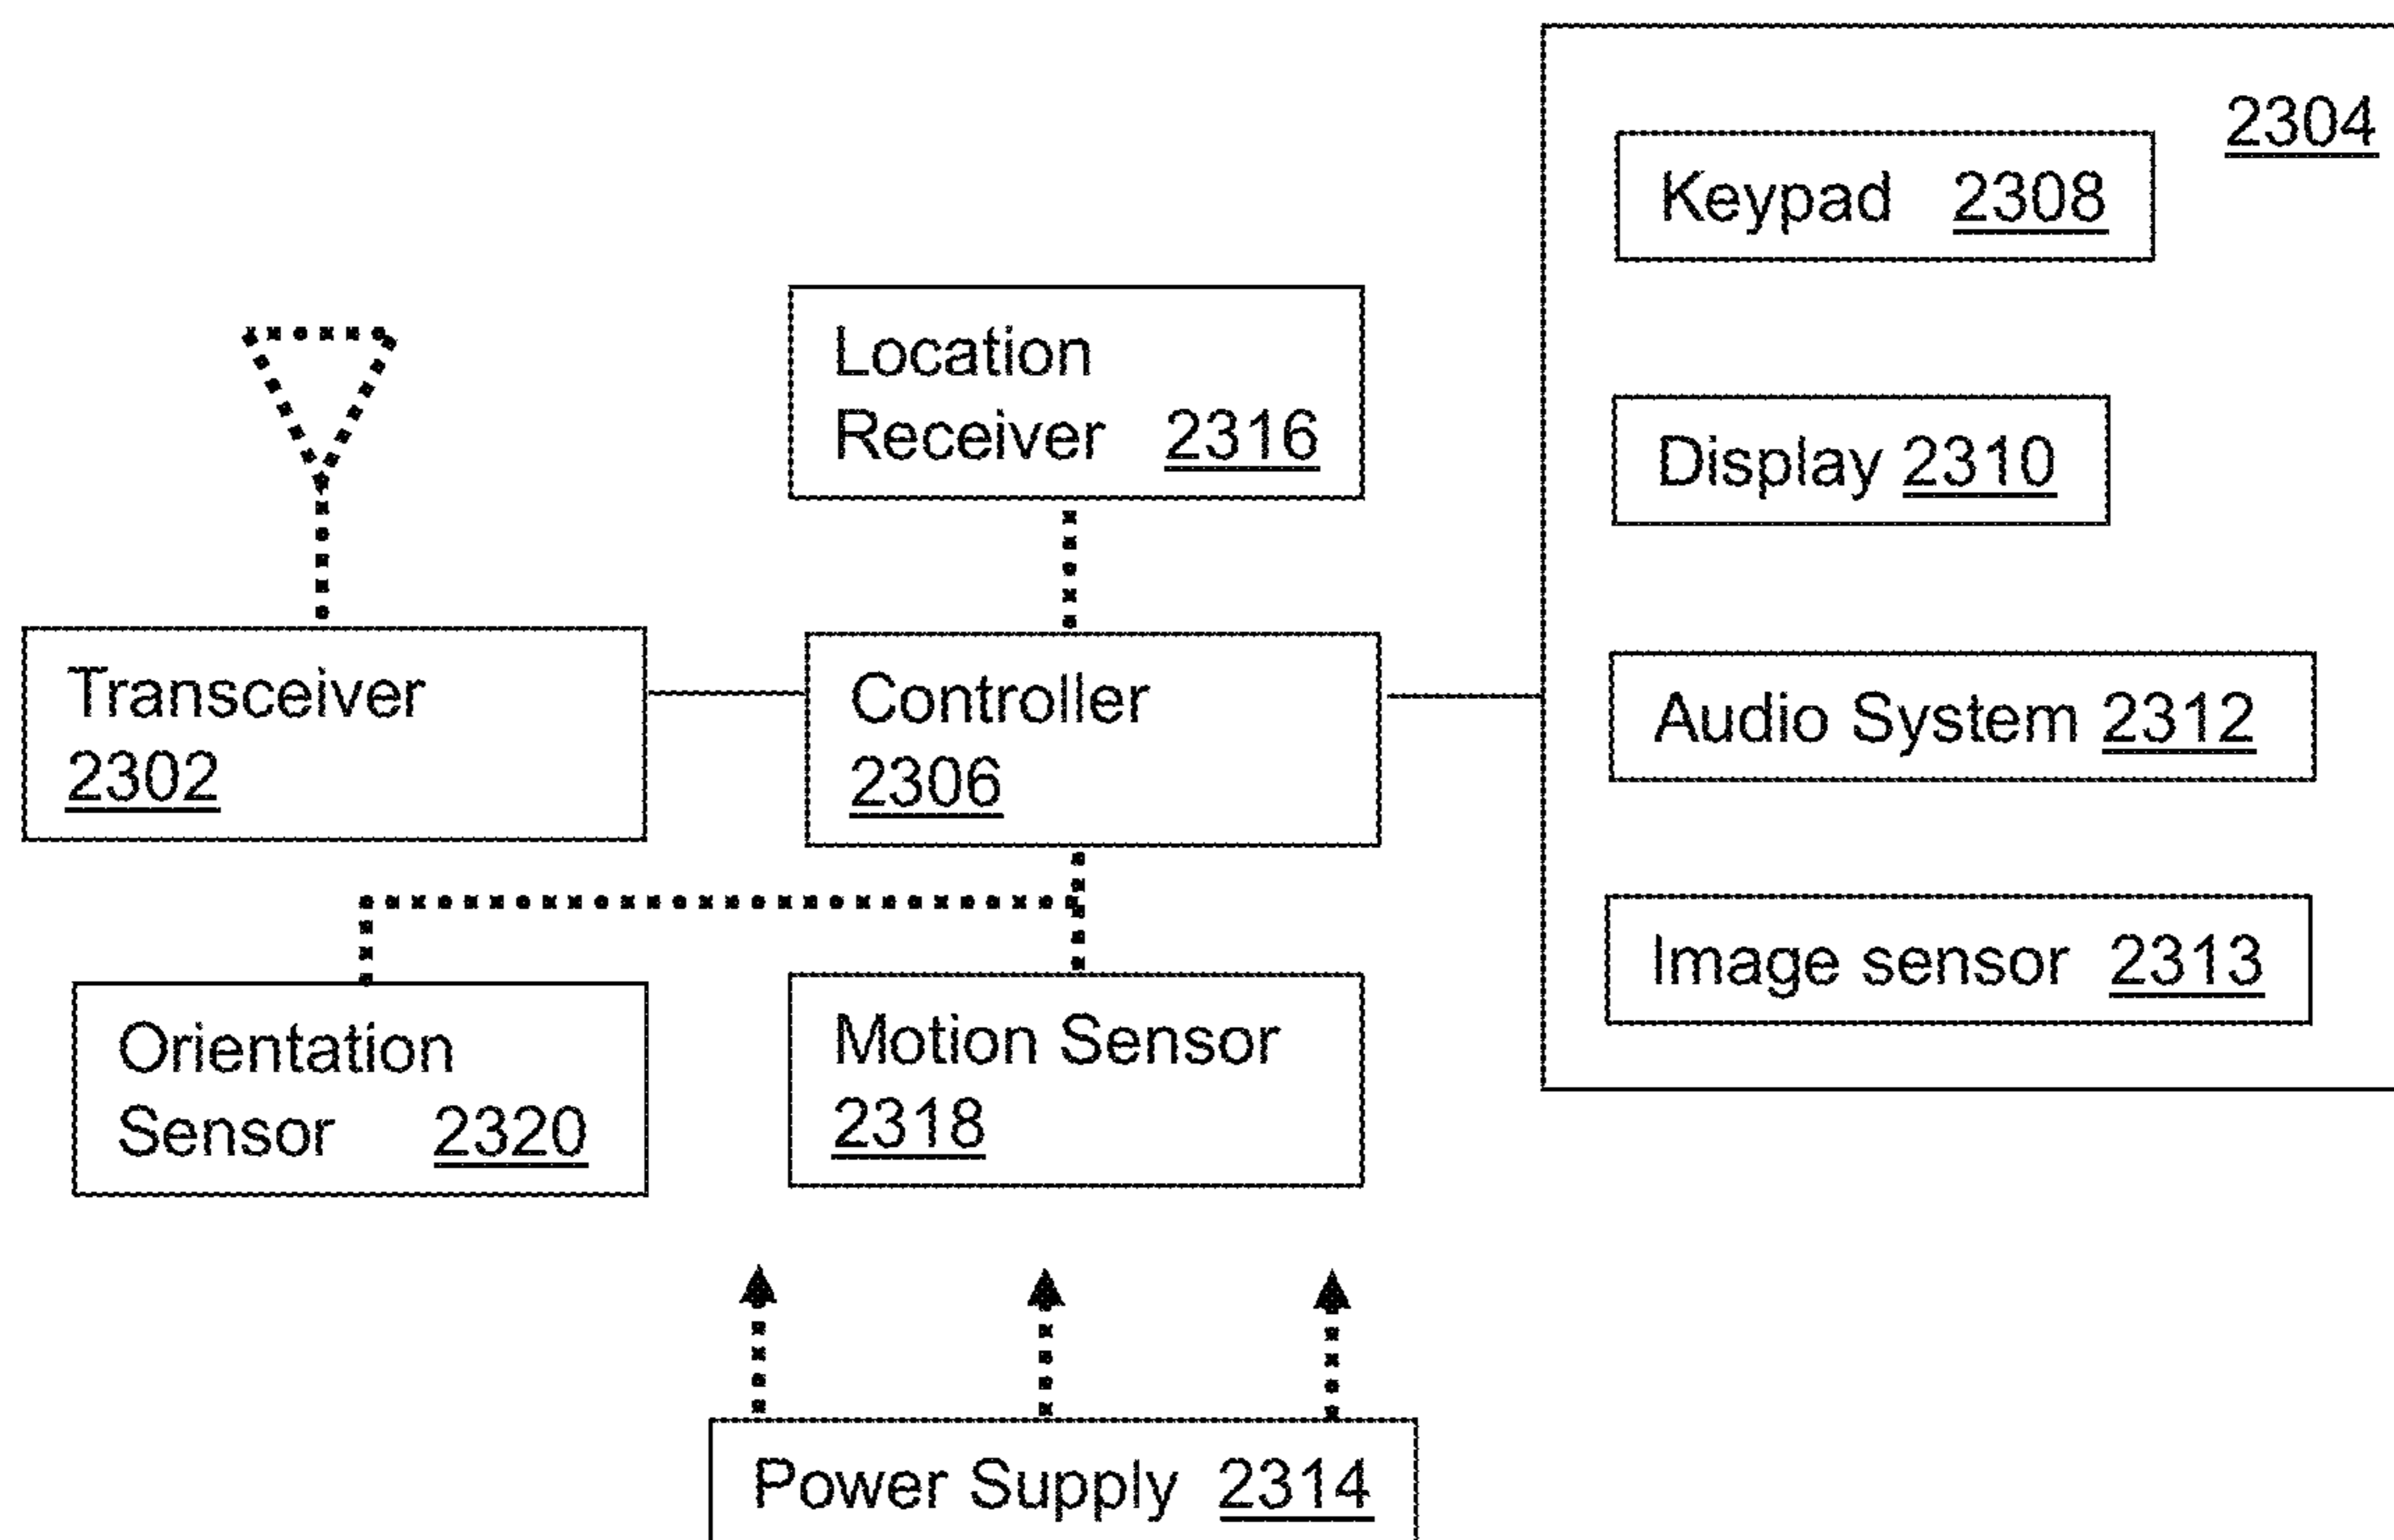 2304
Keypad 2308
Location
Receiver 2316
Display 2310
Transceiver
2302
Controller
2306
Audio System 2312
Image sensor 2313
Orientation
Sensor 2320
Motion Sensor
2318
Power Supply 2314